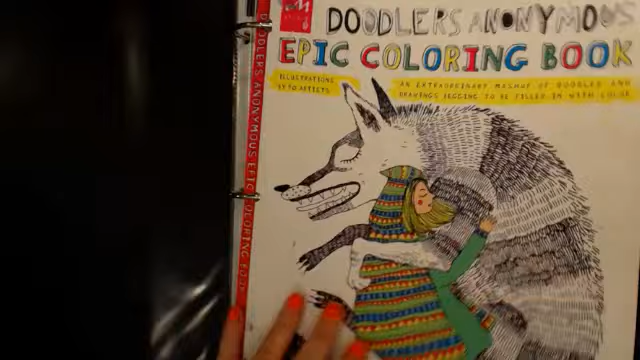 DOODLERS ANONYMOUS
EPIC COLORING BOOK
ILLUSTRATIONS
BY 90 ARTISTS
AN EXTRAORDINARY MASHUP OF DOODLES AND
DRAWINGS BEGGING TO BE FILLED IN WITH COLOR
DOODLERS ANONYMOUS EPIC COLORING BOOK